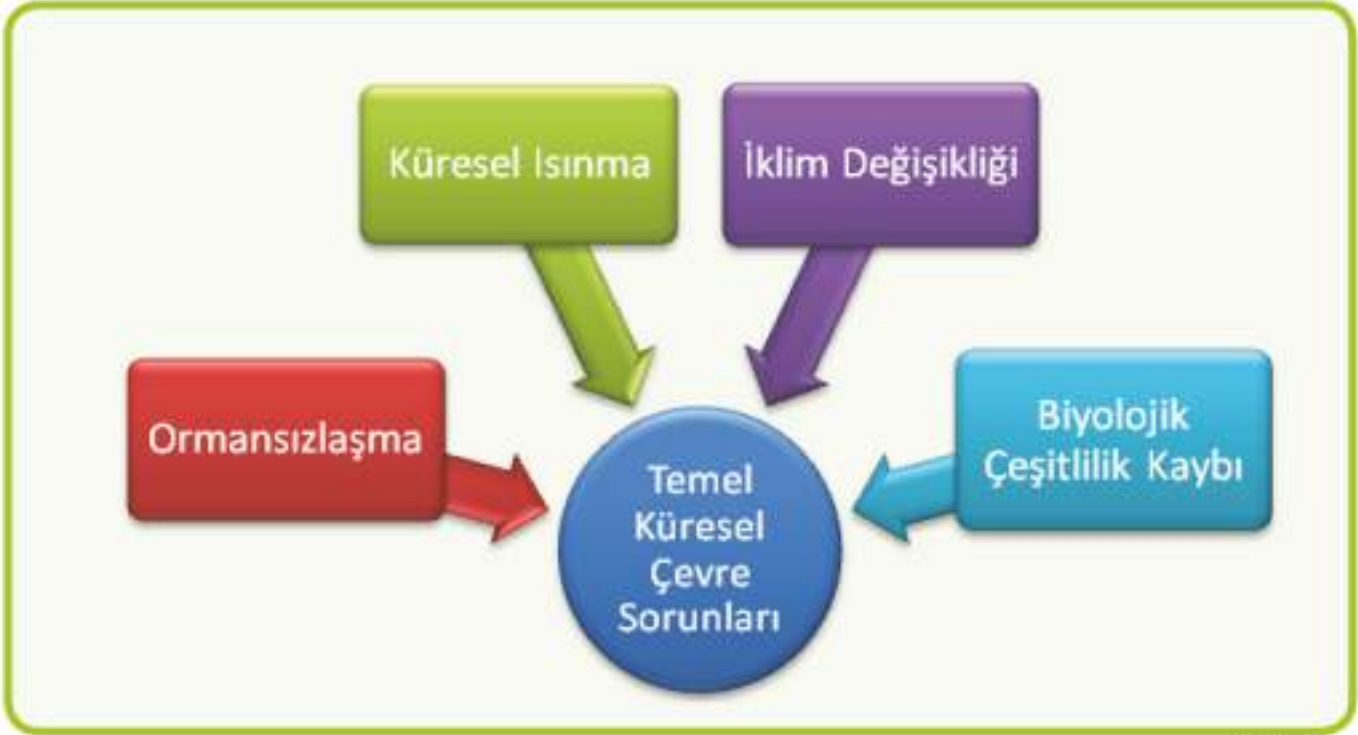 Küresel Isınma
İklim Değişikliği
Ormansızlaşma
Biyolojik
Çeşitlilik Kaybı
Temel
Küresel
Çevre
Sorunları